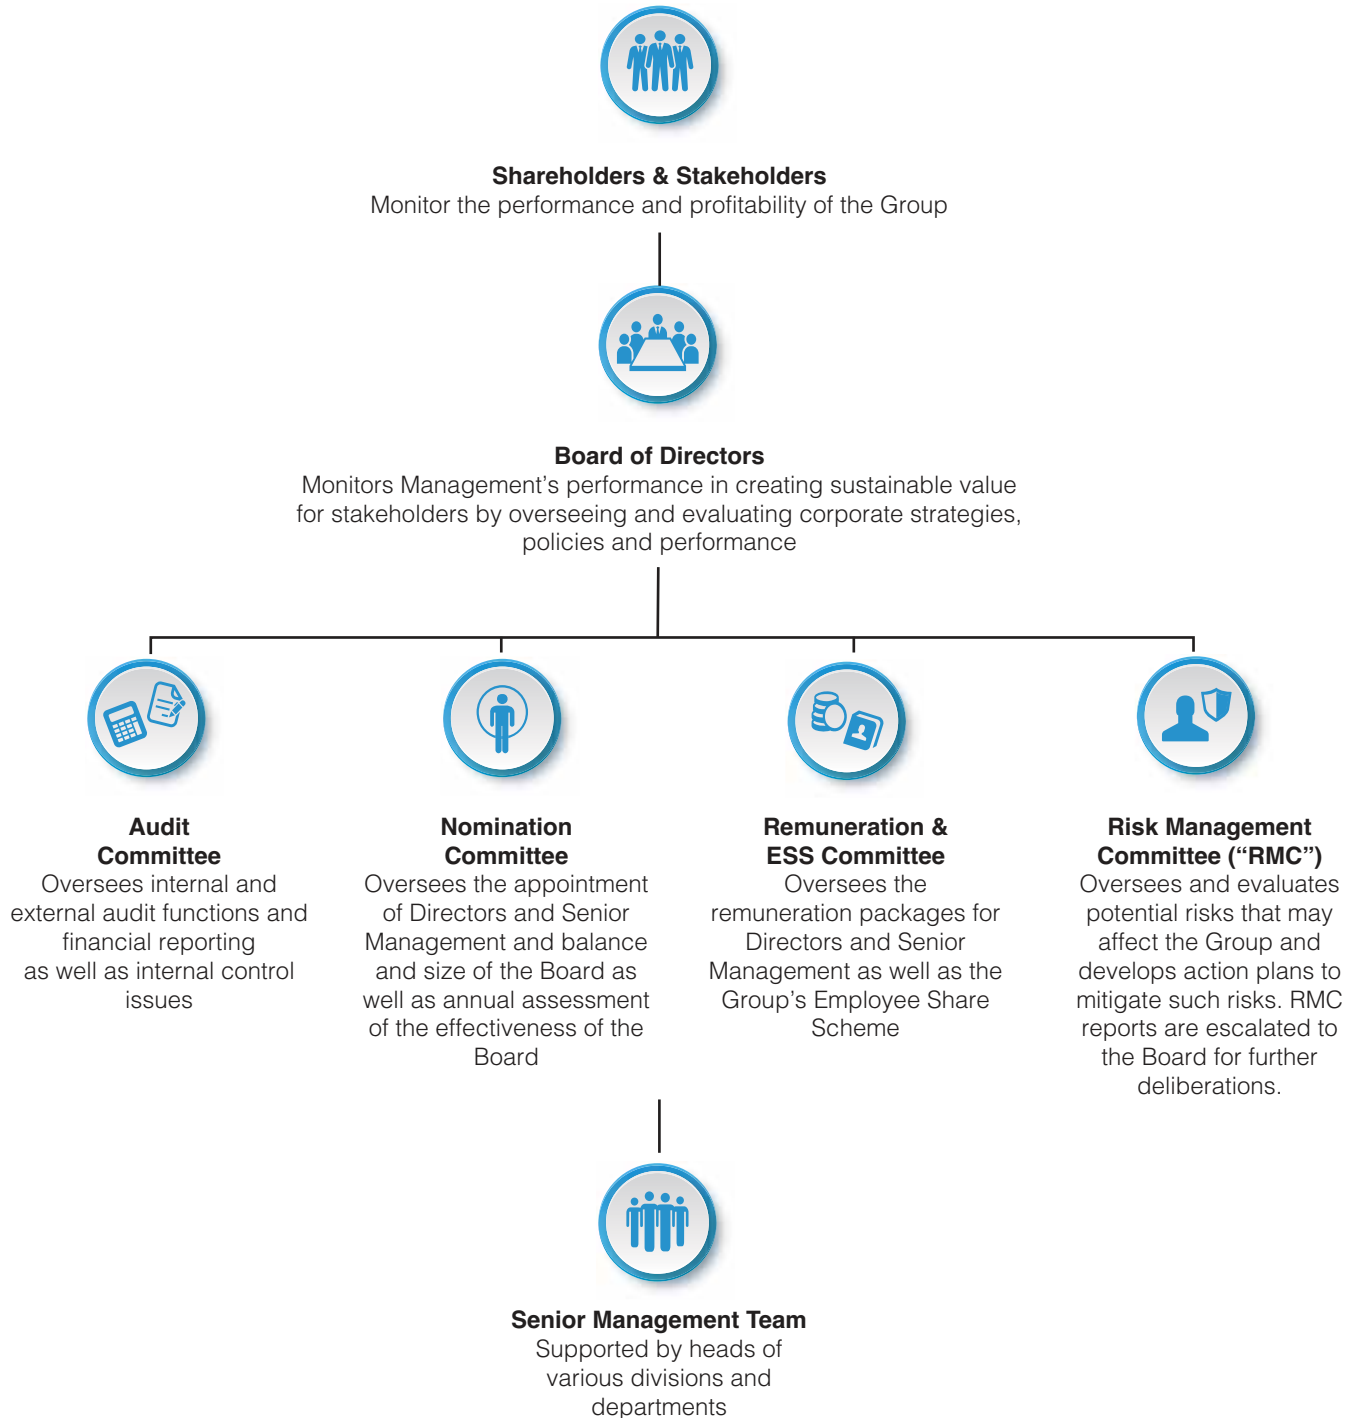 Shareholders & Stakeholders
Monitor the performance and profitability of the Group
Board of Directors
Monitors Management’s performance in creating sustainable value
for stakeholders by overseeing and evaluating corporate strategies,
policies and performance
Audit
Committee
Oversees internal and
external audit functions and
financial reporting
as well as internal control
issues
Nomination
Committee
Oversees the appointment
of Directors and Senior
Management and balance
and size of the Board as
well as annual assessment
of the effectiveness of the
Board
Remuneration &
ESS Committee
Oversees the
remuneration packages for
Directors and Senior
Management as well as the
Group’s Employee Share
Scheme
Risk Management
Committee (“RMC”)
Oversees and evaluates
potential risks that may
affect the Group and
develops action plans to
mitigate such risks. RMC
reports are escalated to
the Board for further
deliberations.
Senior Management Team
Supported by heads of
various divisions and
departments